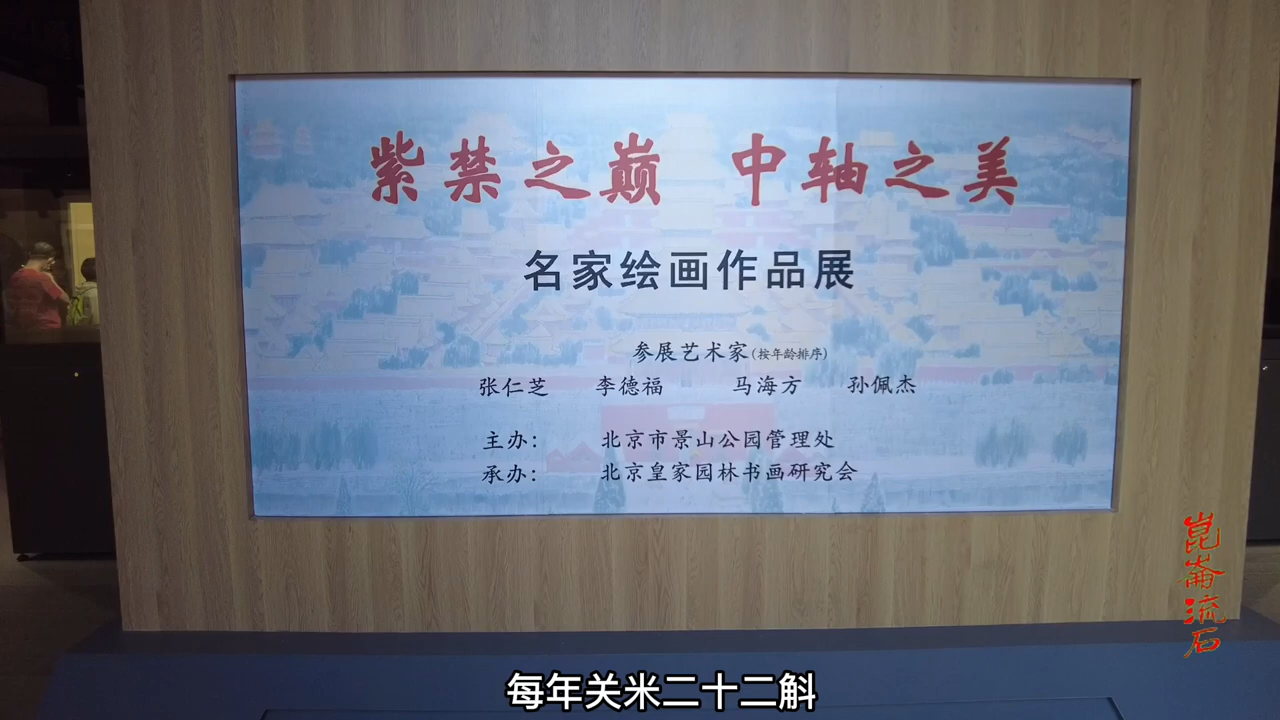 紫禁之巅 中轴之美
名家绘画作品展
参展艺术家(按年龄排序)
张仁芝 李德福 马海方 孙佩杰
主办: 北京市景山公园管理处
承办: 北京皇家园林书画研究会
崑崙流石
每年关米二十二斛